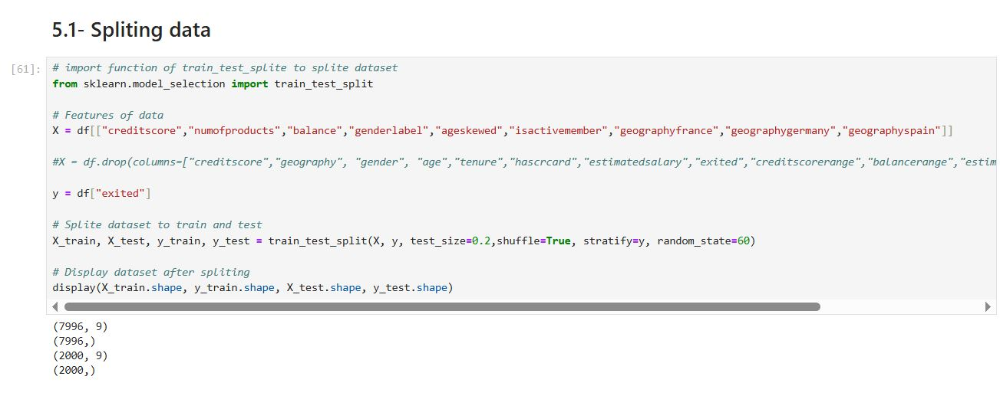 5.1- Spliting data
[61]:
# import function of train_test_splite to splite dataset
from sklearn.model_selection import train_test_split
# Features of data
X = df[["creditscore","numofproducts","balance","genderlabel","ageskewed","isactivemember","geographyfrance","geographygermany","geographyspain"]]
#X = df.drop(columns=["creditscore","geography", "gender", "age","tenure","hascrcard","estimatedsalary","exited","creditscorerange","balancerange","estim
y = df["exited"]
# Splite dataset to train and test
X_train, X_test, y_train, y_test = train_test_split(X, y, test_size=0.2,shuffle=True, stratify=y, random_state=60)
# Display dataset after spliting
display(X_train.shape, y_train.shape, X_test.shape, y_test.shape)
(7996, 9)
(7996,)
(2000, 9)
(2000,)